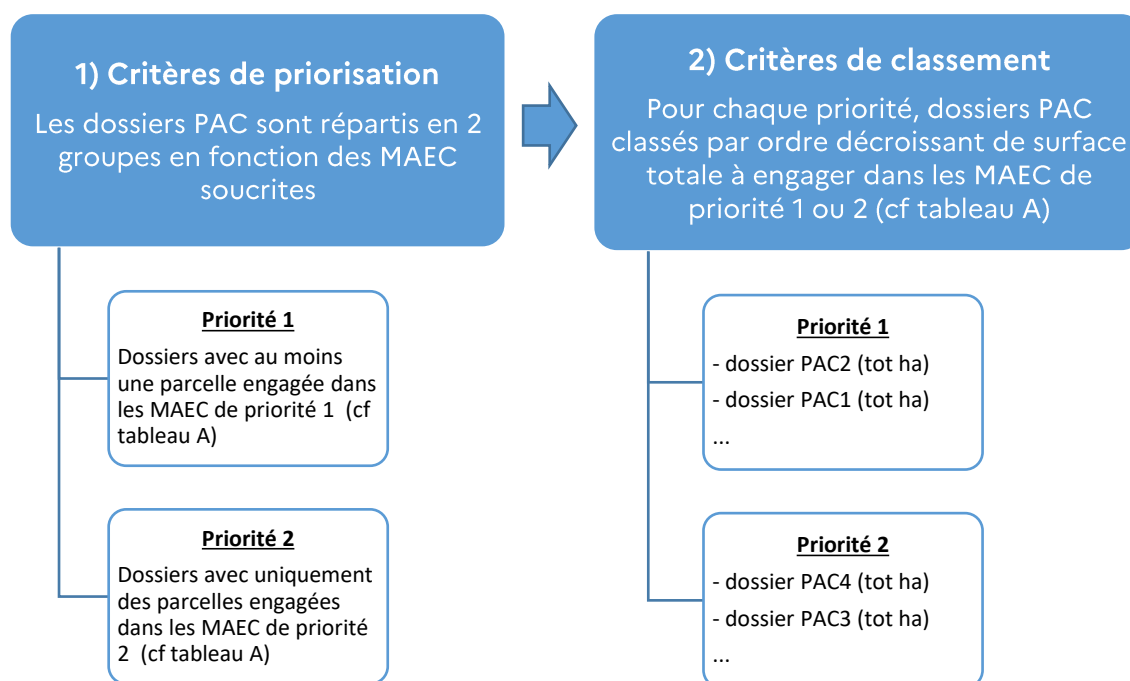 1) Critères de priorisation
Les dossiers PAC sont répartis en 2
groupes en fonction des MAEC
soucrites
Priorité 1
Dossiers avec au moins
une parcelle engagée dans
les MAEC de priorité 1 (cf
tableau A)
Priorité 2
Dossiers avec uniquement
des parcelles engagées
dans les MAEC de priorité
2 (cf tableau A)
2) Critères de classement
Pour chaque priorité, dossiers PAC
classés par ordre décroissant de surface
totale à engager dans les MAEC de
priorité 1 ou 2 (cf tableau A)
Priorité 1
- dossier PAC2 (tot ha)
- dossier PAC1 (tot ha)
...
Priorité 2
- dossier PAC4 (tot ha)
- dossier PAC3 (tot ha)
...